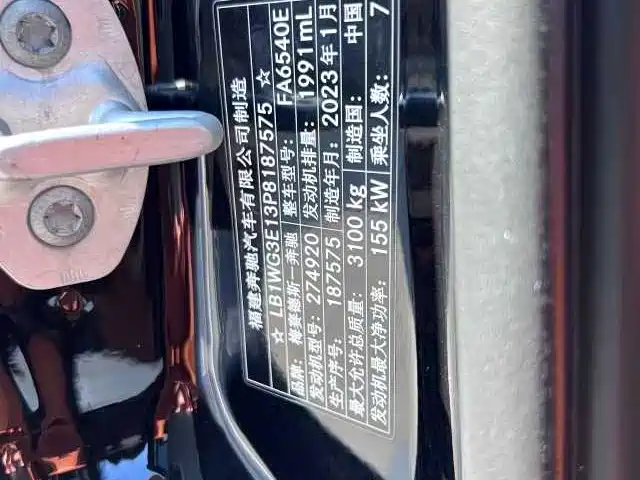 福建奔驰汽车有限公司制造
☆ LB1WG3E13P8187575 ☆
品牌: 梅赛德斯一奔驰 整车型号: FA6540E
发动机型号: 274920 发动机排量: 1991mL
生产序号: 187575 制造年月: 2023 年 1 月
最大允许总质量: 3100 kg 制造国: 中国
发动机最大净功率: 155 kW 乘坐人数: 7